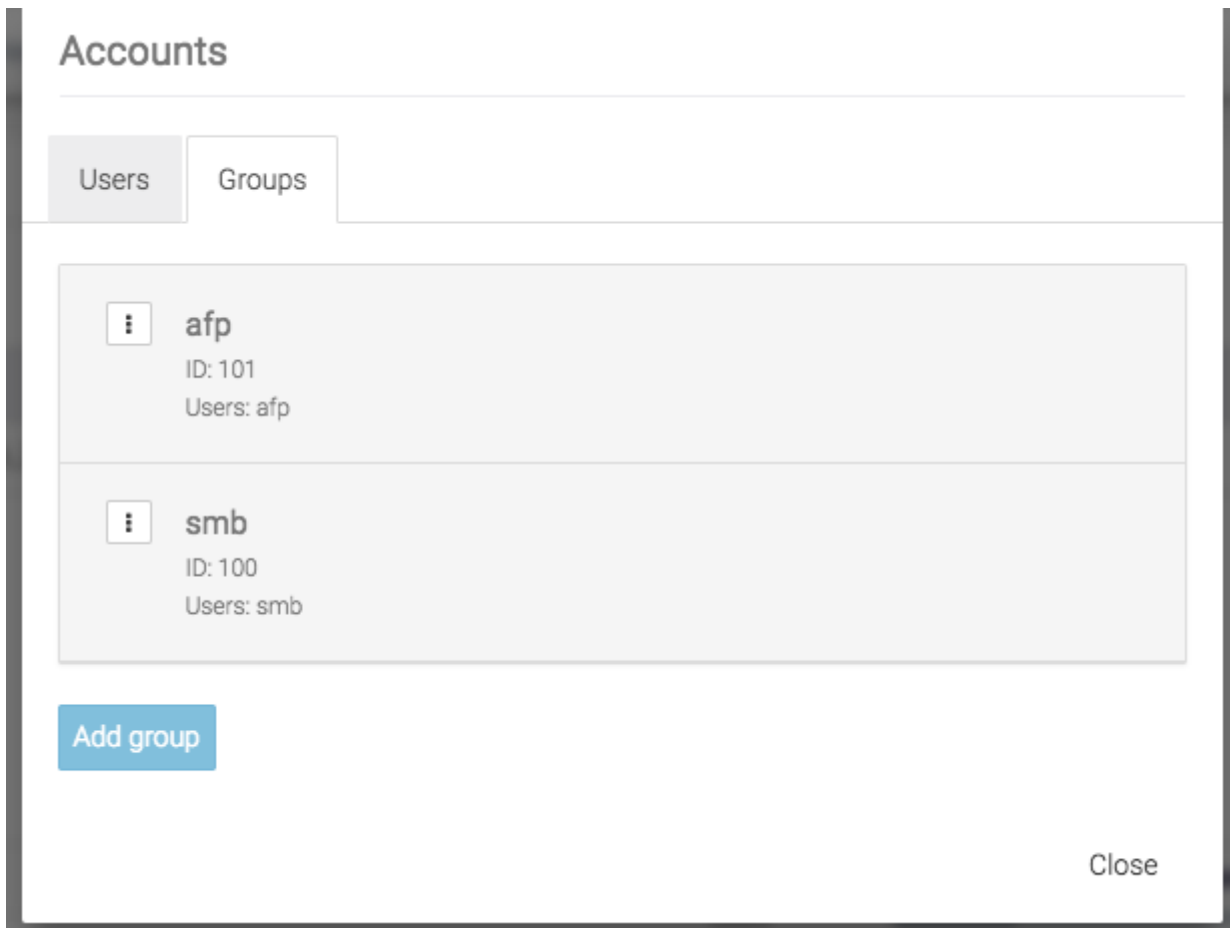 Accounts
Users Groups
afp
ID: 101
Users: afp
smb
ID: 100
Users: smb
Add group
Close